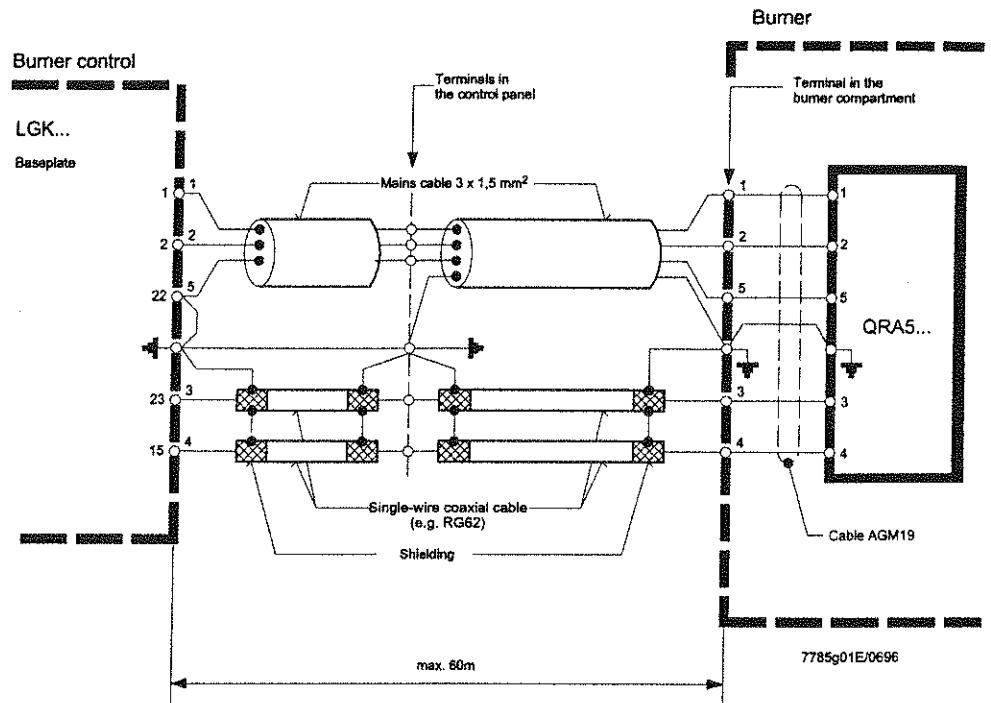 Burner
Burner control
Terminals in
the control panel
Terminal in the
burner compartment
LGK...
Baseplate
Mains cable 3 x 1,5 mm²
1 1
1
1
2 2
2
2
5
22
5
5
QRA5...
23 3
3
3
15 4
4
4
Single-wire coaxial cable
(e.g. RG62)
Shielding
Cable AGM19
max. 60m
7785g01E/0696